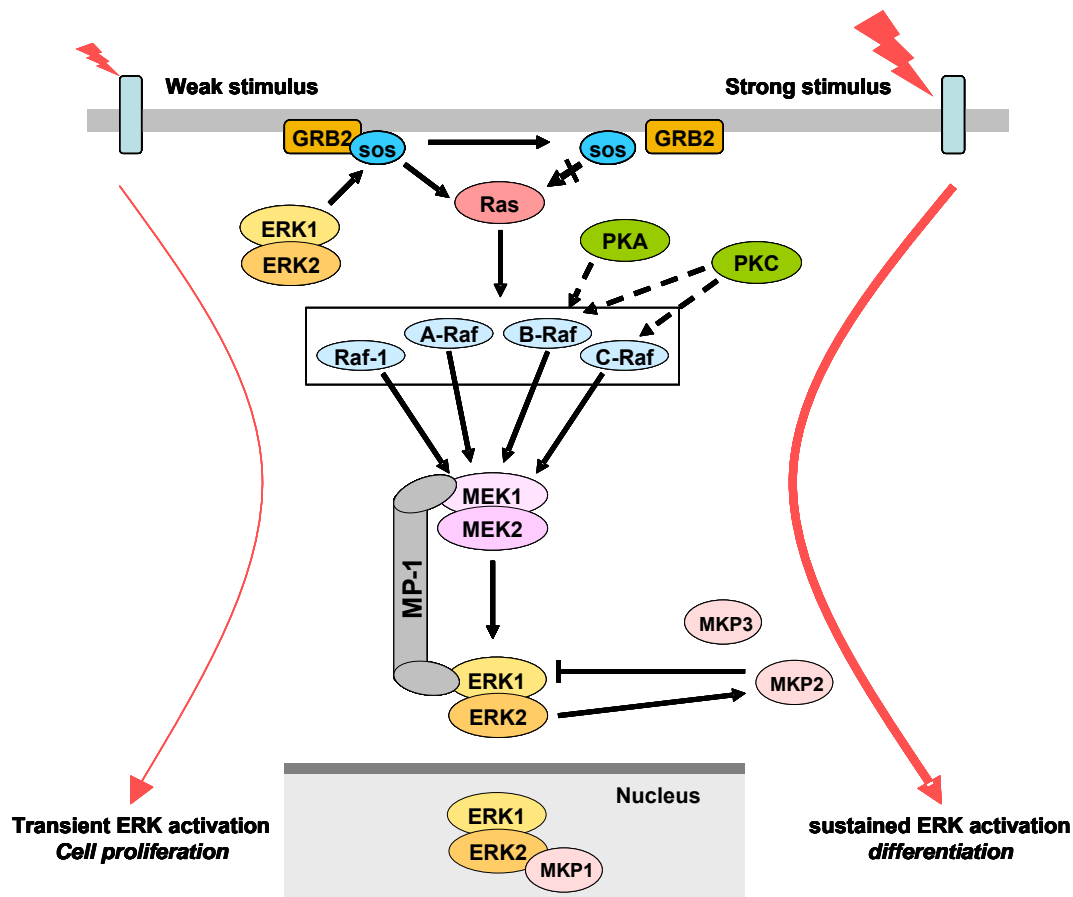 Weak stimulus
Strong stimulus
GRB2
sos
sos
GRB2
Ras
ERK1
ERK2
PKA
PKC
A-Raf
B-Raf
Raf-1
C-Raf
MEK1
MEK2
MP-1
MKP3
ERK1
MKP2
ERK2
Nucleus
ERK1
ERK2
MKP1
Transient ERK activation
Cell proliferation
sustained ERK activation
differentiation